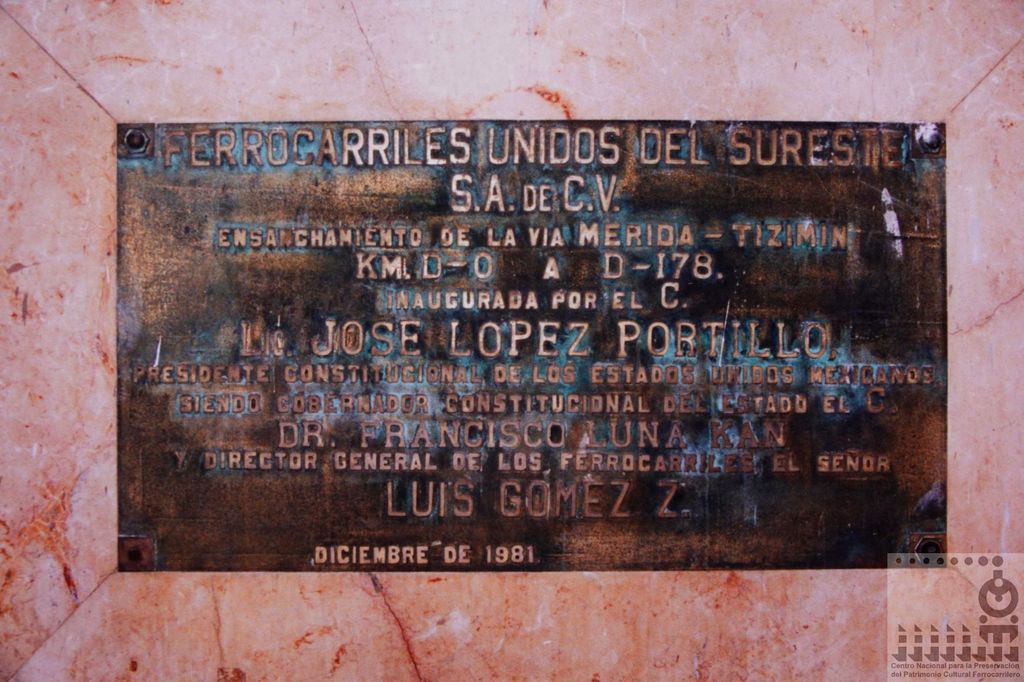 FERROCARRILES UNIDOS DEL SURESTE
S.A. DE C.V.
ENSANCHAMIENTO DE LA VIA MERIDA - TIZIMIN
KM. D-0 A D-178.
INAUGURADA POR EL C.
LIC. JOSE LOPEZ PORTILLO,
PRESIDENTE CONSTITUCIONAL DE LOS ESTADOS UNIDOS MEXICANOS
SIENDO GOBERNADOR CONSTITUCIONAL DEL ESTADO EL C.
DR. FRANCISCO LUNA KAN
Y DIRECTOR GENERAL DE LOS FERROCARRILES, EL SEÑOR
LUIS GOMEZ Z.
DICIEMBRE DE 1981.
Centro Nacional para la Preservación
del Patrimonio Cultural Ferrocarrilero